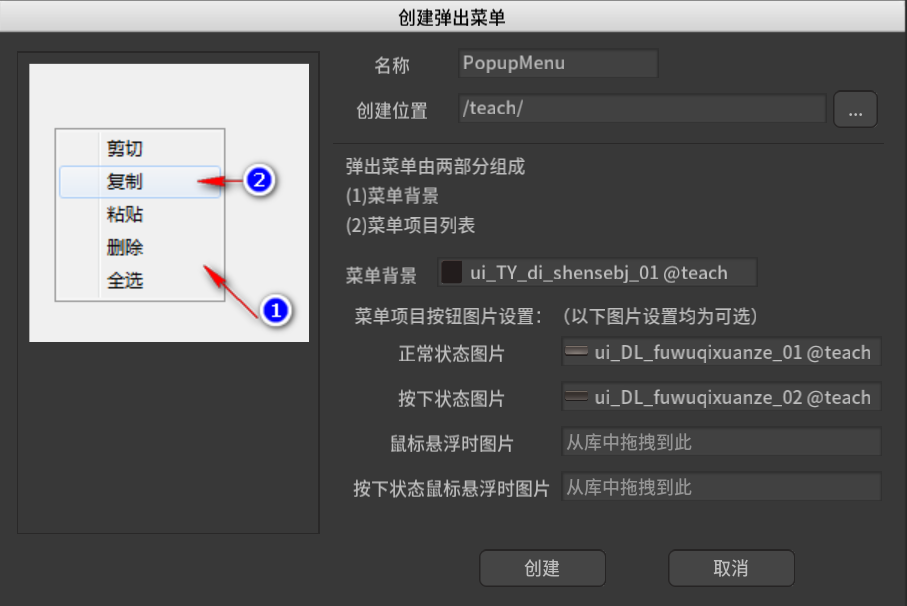 创建弹出菜单
剪切
复制
2
粘贴
删除
全选
1
名称 PopupMenu
创建位置 /teach/ ...
弹出菜单由两部分组成
(1)菜单背景
(2)菜单项目列表
菜单背景 ui_TY_di_shensebj_01 @teach
菜单项目按钮图片设置： （以下图片设置均为可选）
正常状态图片 ui_DL_fuwuqixuanze_01 @teach
按下状态图片 ui_DL_fuwuqixuanze_02 @teach
鼠标悬浮时图片 从库中拖拽到此
按下状态鼠标悬浮时图片 从库中拖拽到此
创建 取消